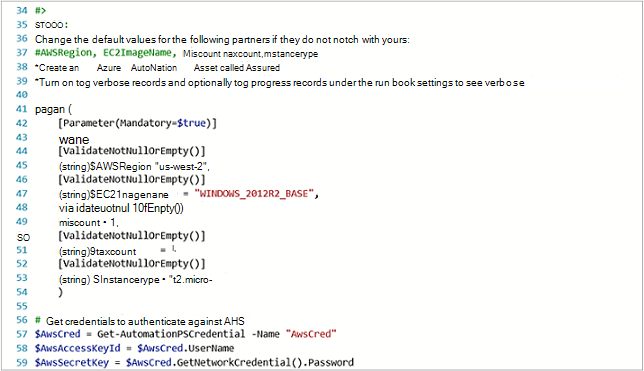 34 #>
35 STOOO:
36 Change the default values for the following partners if they do not notch with yours:
37 #AWSRegion, EC2ImageName, Miscount naxcount,mstancerype
38 *Create an Azure AutoNation Asset called Assured
39 *Turn on tog verbose records and optionally tog progress records under the run book settings to see verbose
40
41 pagan (
42 [Parameter(Mandatory=$true)]
43 wane
44 [ValidateNotNullOrEmpty()]
45 (string)$AWSRegion "us-west-2",
46 [ValidateNotNullOrEmpty()]
47 (string)$EC21nagenane = "WINDOWS_2012R2_BASE",
48 via idateuotnul 10fEnpty())
49 miscount • 1,
SO [ValidateNotNullOrEmpty()]
51 (string)9taxcount = 1,
52 [ValidateNotNullOrEmpty()]
53 (string) SInstancerype • "t2.micro-
54 )
55
56 # Get credentials to authenticate against AHS
57 $AwsCred = Get-AutomationPSCredential -Name "AwsCred"
58 $AwsAccessKeyId = $AwsCred.UserName
59 $AwsSecretKey = $AwsCred.GetNetworkCredential().Password